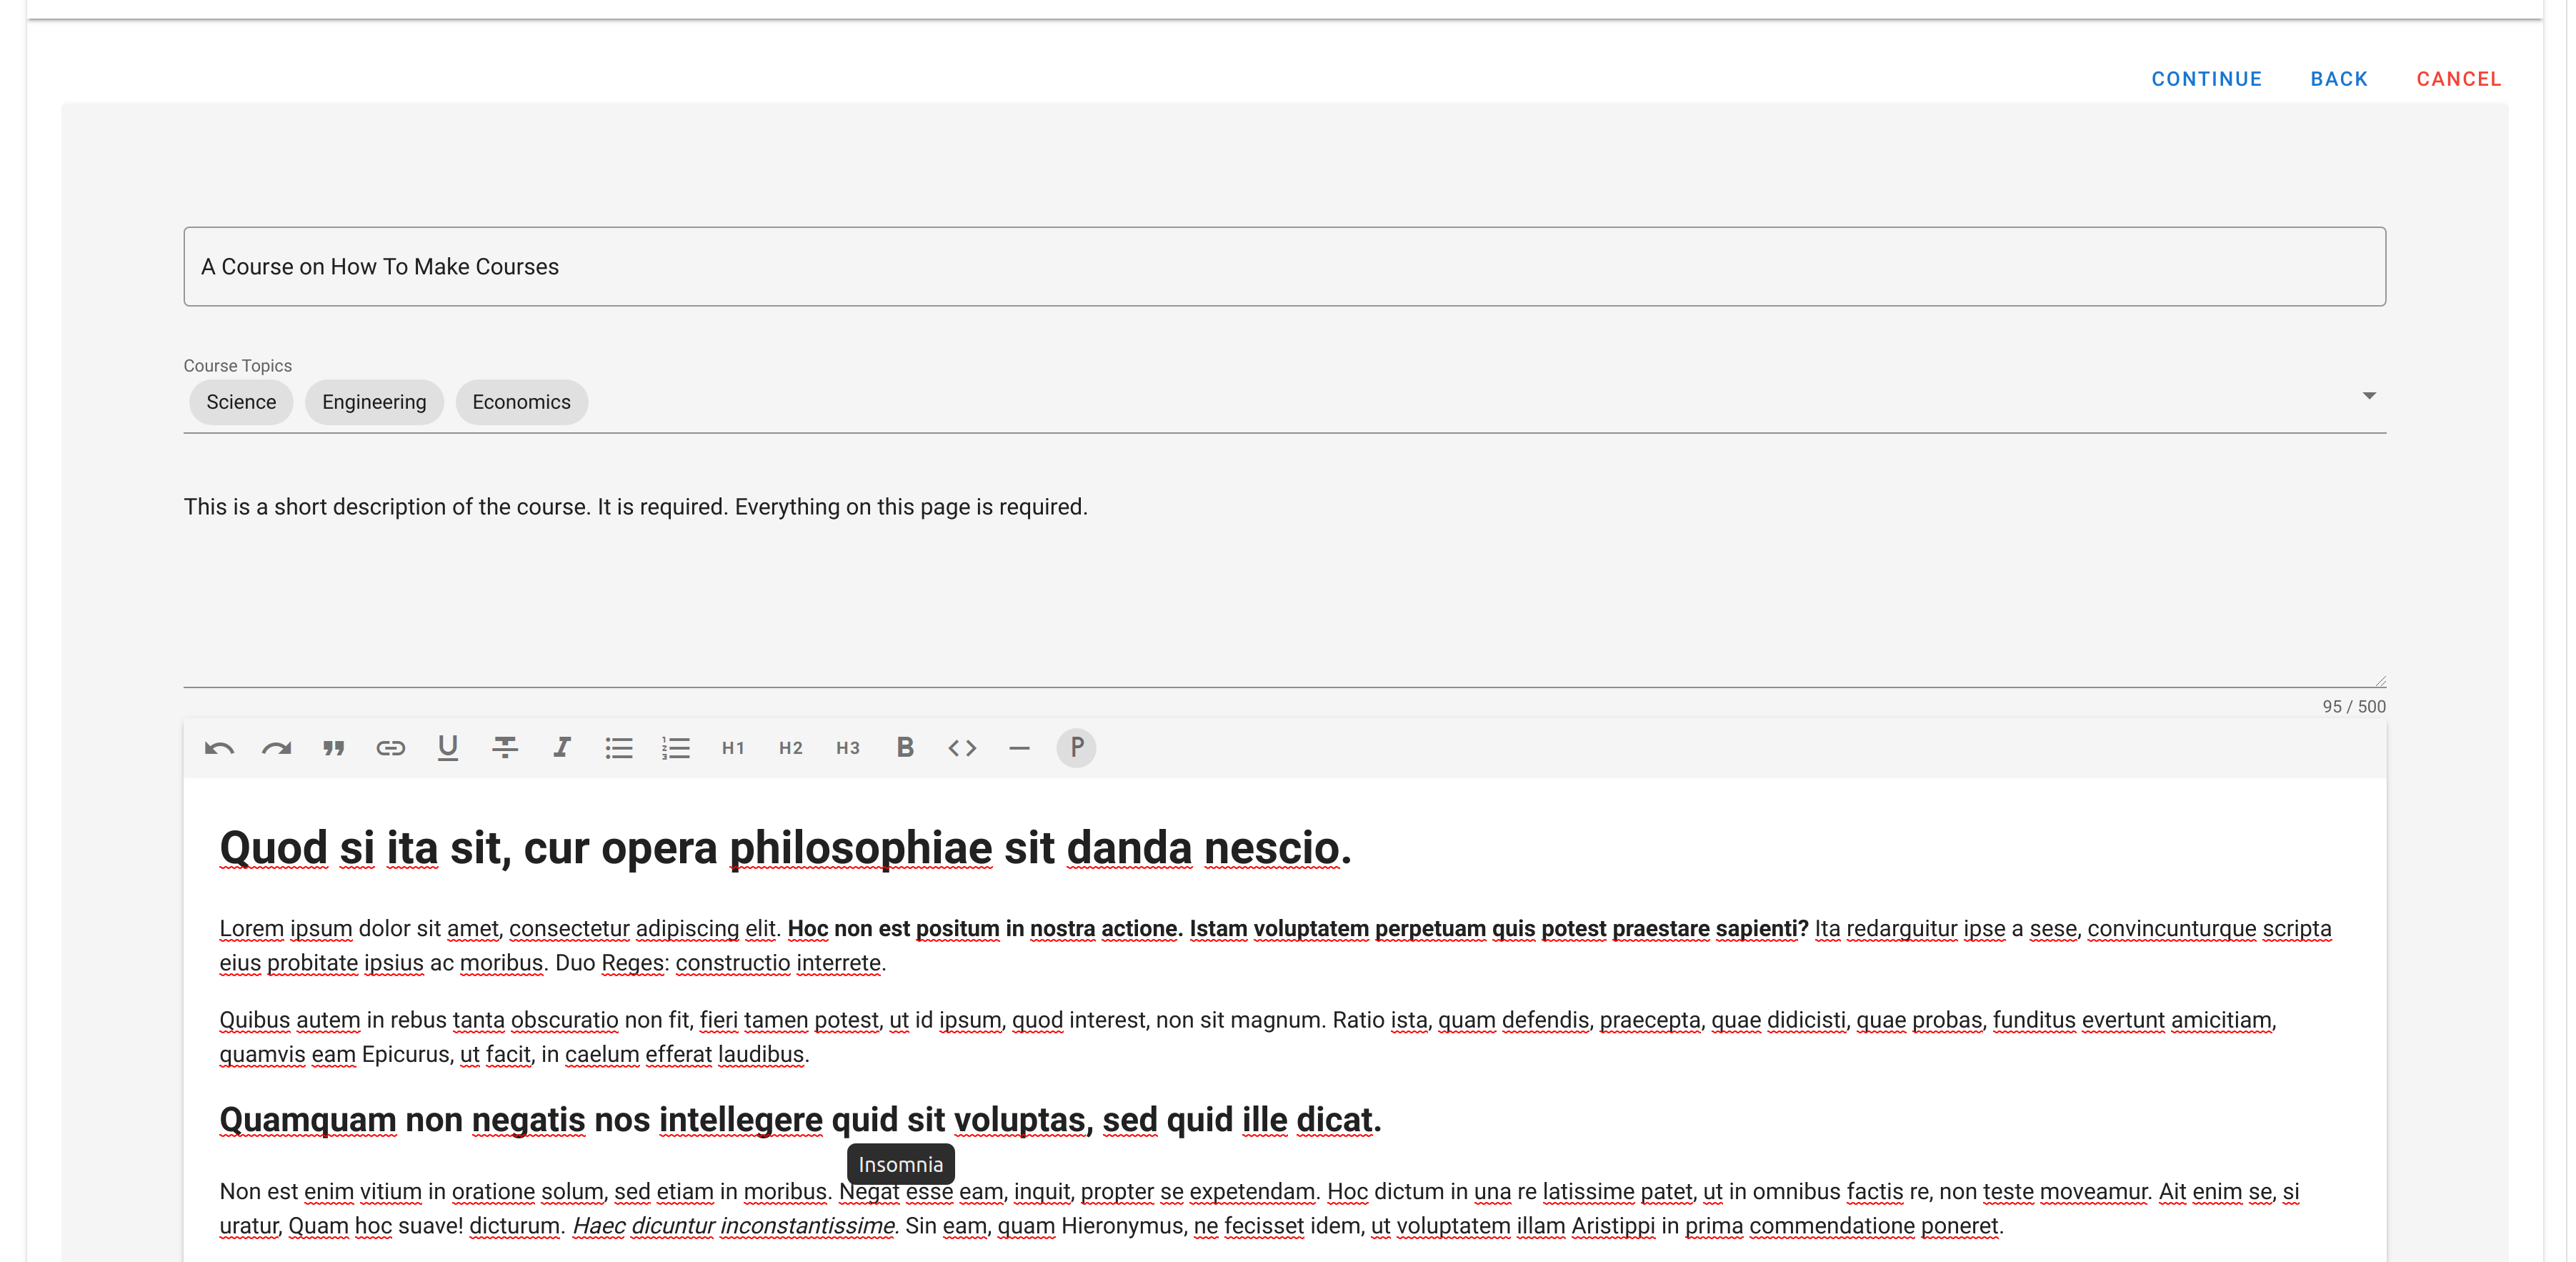 CONTINUE BACK CANCEL
A Course on How To Make Courses
Course Topics
Science Engineering Economics
This is a short description of the course. It is required. Everything on this page is required.
95 / 500
H1 H2 H3 B P
Quod si ita sit, cur opera philosophiae sit danda nescio.
Lorem ipsum dolor sit amet, consectetur adipiscing elit. Hoc non est positum in nostra actione. Istam voluptatem perpetuam quis potest praestare sapienti? Ita redarguitur ipse a sese, convincunturque scripta
eius probitate ipsius ac moribus. Duo Reges: constructio interrete.
Quibus autem in rebus tanta obscuratio non fit, fieri tamen potest, ut id ipsum, quod interest, non sit magnum. Ratio ista, quam defendis, praecepta, quae didicisti, quae probas, funditus evertunt amicitiam,
quamvis eam Epicurus, ut facit, in caelum efferat laudibus.
Quamquam non negatis nos intellegere quid sit voluptas, sed quid ille dicat.
Insomnia
Non est enim vitium in oratione solum, sed etiam in moribus. Negat esse eam, inquit, propter se expetendam. Hoc dictum in una re latissime patet, ut in omnibus factis re, non teste moveamur. Ait enim se, si
uratur, Quam hoc suave! dicturum. Haec dicuntur inconstantissime. Sin eam, quam Hieronymus, ne fecisset idem, ut voluptatem illam Aristippi in prima commendatione poneret.